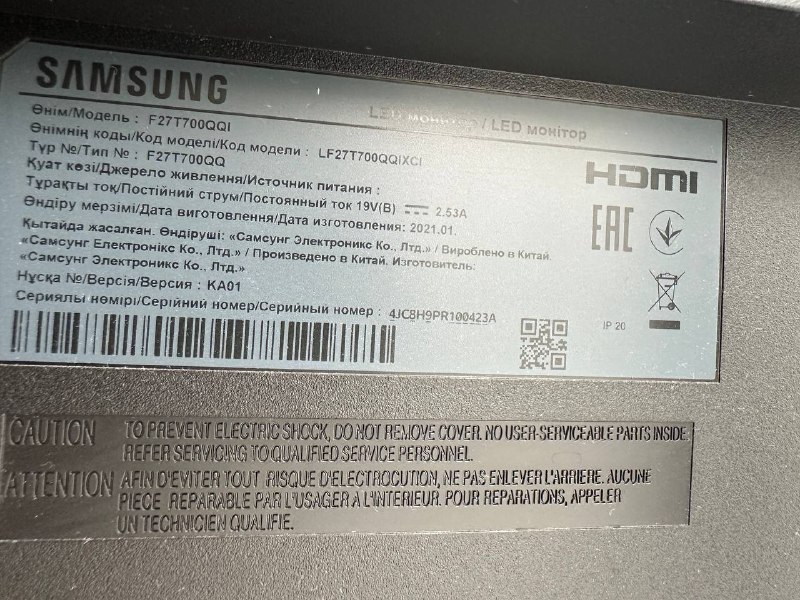 SAMSUNG
LED монитор / LED монітор
Өнім/Модель : F27T700QQI
Өнімнің коды/Код моделі/Код модели : LF27T700QQIXCI
Түр №/Тип № : F27T700QQ
Қуат көзі/Джерело живлення/Источник питания :
Тұрақты тоқ/Постійний струм/Постоянный ток 19V(B) 2.53A
Өндіру мерзімі/Дата виготовлення/Дата изготовления: 2021.01.
Қытайда жасалған. Өндіруші: «Самсунг Электроникс Ко., Лтд.» / Вироблено в Китаї.
«Самсунг Електронікс Ко., Лтд.» / Произведено в Китай. Изготовитель:
«Самсунг Электроникс Ко., Лтд.»
Нұсқа №/Версія/Версия : KA01
Сериялы нөмірі/Серійний номер/Серийный номер : 4JC8H9PR100423A
HDMI
EAC
IP 20
CAUTION TO PREVENT ELECTRIC SHOCK, DO NOT REMOVE COVER. NO USER-SERVICEABLE PARTS INSIDE.
REFER SERVICING TO QUALIFIED SERVICE PERSONNEL.
ATTENTION AFIN D'EVITER TOUT RISQUE D'ELECTROCUTION, NE PAS ENLEVER L'ARRIERE. AUCUNE
PIECE REPARABLE PAR L'USAGER A L'INTERIEUR. POUR REPARATIONS, APPELER
UN TECHNICIEN QUALIFIE.